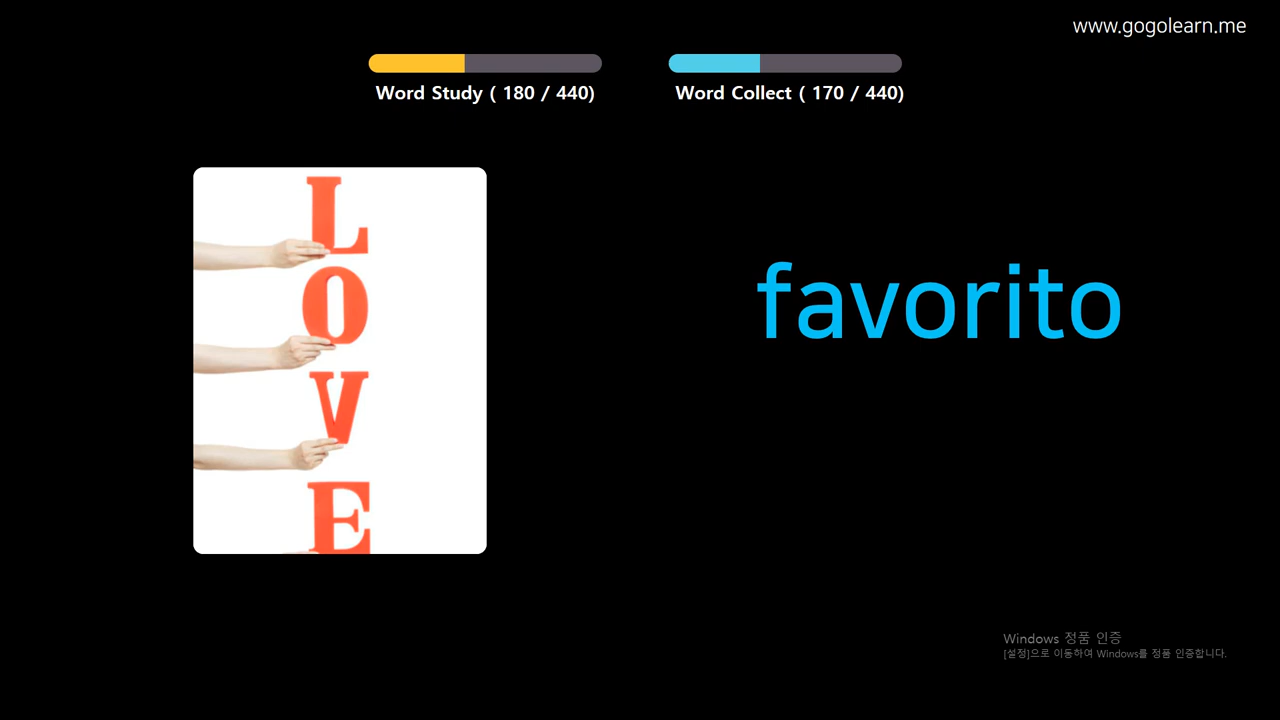 www.gogolearn.me
Word Study ( 180 / 440)
Word Collect ( 170 / 440)
L
O
V
E
favorito
Windows 정품 인증
[설정]으로 이동하여 Windows를 정품 인증합니다.